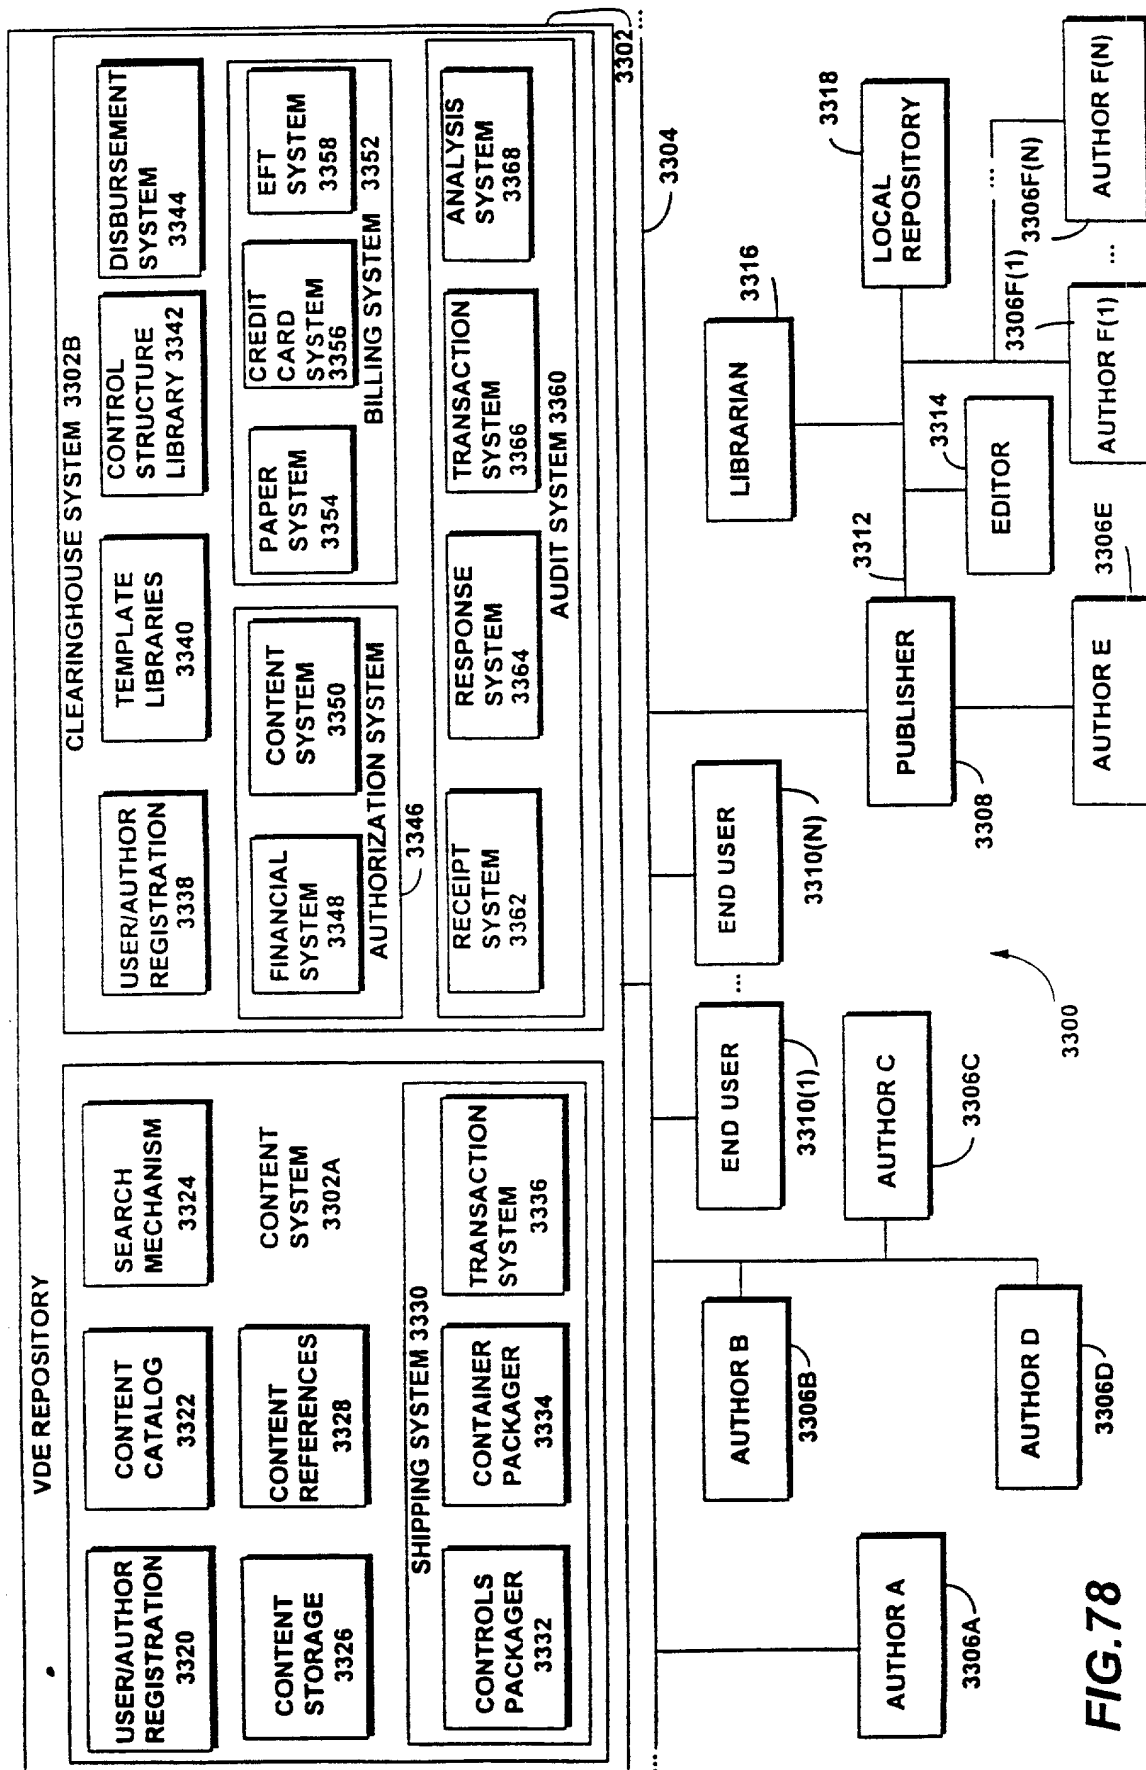 VDE REPOSITORY
USER/AUTHOR
REGISTRATION
3320
CONTENT
CATALOG
3322
SEARCH
MECHANISM
3324
CONTENT
STORAGE
3326
CONTENT
REFERENCES
3328
CONTENT
SYSTEM
3302A
SHIPPING SYSTEM 3330
CONTROLS
PACKAGER
3332
CONTAINER
PACKAGER
3334
TRANSACTION
SYSTEM
3336
CLEARINGHOUSE SYSTEM 3302B
USER/AUTHOR
REGISTRATION
3338
TEMPLATE
LIBRARIES
3340
CONTROL
STRUCTURE
LIBRARY 3342
DISBURSEMENT
SYSTEM
3344
FINANCIAL
SYSTEM
3348
CONTENT
SYSTEM
3350
AUTHORIZATION SYSTEM
3346
PAPER
SYSTEM
3354
CREDIT
CARD
SYSTEM
3356
EFT
SYSTEM
3358
BILLING SYSTEM 3352
RECEIPT
SYSTEM
3362
RESPONSE
SYSTEM
3364
TRANSACTION
SYSTEM
3366
ANALYSIS
SYSTEM
3368
AUDIT SYSTEM 3360
3302
...
...
3304
AUTHOR A
3306A
AUTHOR B
3306B
AUTHOR C
3306C
AUTHOR D
3306D
END USER
3310(1)
...
END USER
3310(N)
3300
PUBLISHER
3308
3312
LIBRARIAN
3316
LOCAL
REPOSITORY
3318
EDITOR
3314
AUTHOR E
3306E
AUTHOR F(1)
3306F(1)
...
...
AUTHOR F(N)
3306F(N)
FIG.78